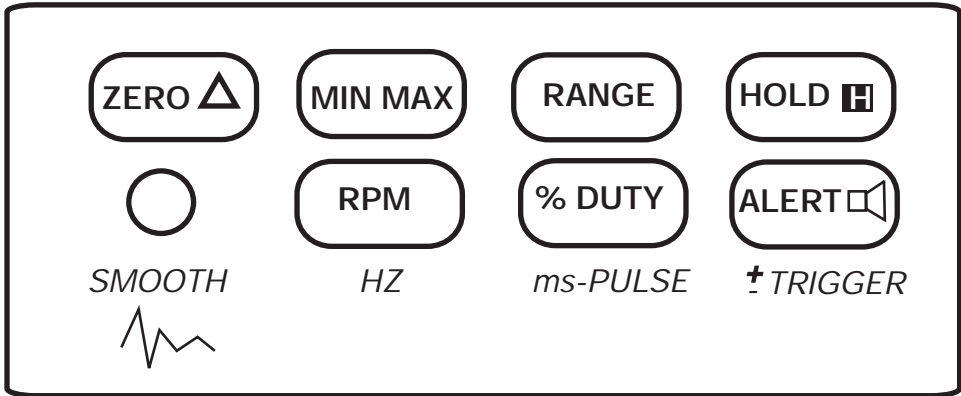 ZERO △ MIN MAX RANGE HOLD H
RPM % DUTY ALERT
SMOOTH HZ ms-PULSE ± TRIGGER